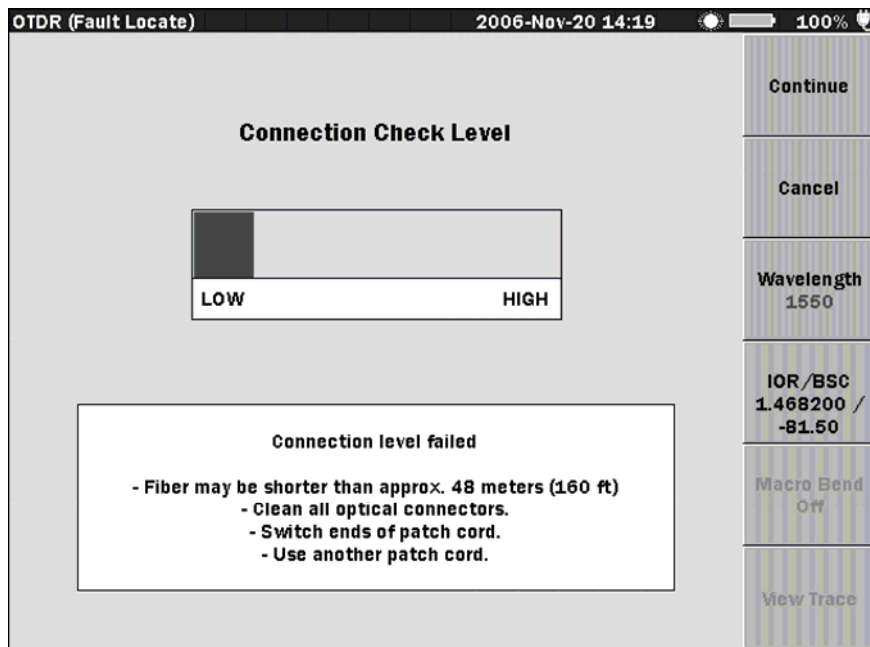 OTDR (Fault Locate) 2006-Nov-20 14:19 100%
Connection Check Level
LOW HIGH
Connection level failed
- Fiber may be shorter than approx. 48 meters (160 ft)
- Clean all optical connectors.
- Switch ends of patch cord.
- Use another patch cord.
Continue
Cancel
Wavelength
1550
IOR/BSC
1.468200 /
-81.50
Macro Bend
Off
View Trace